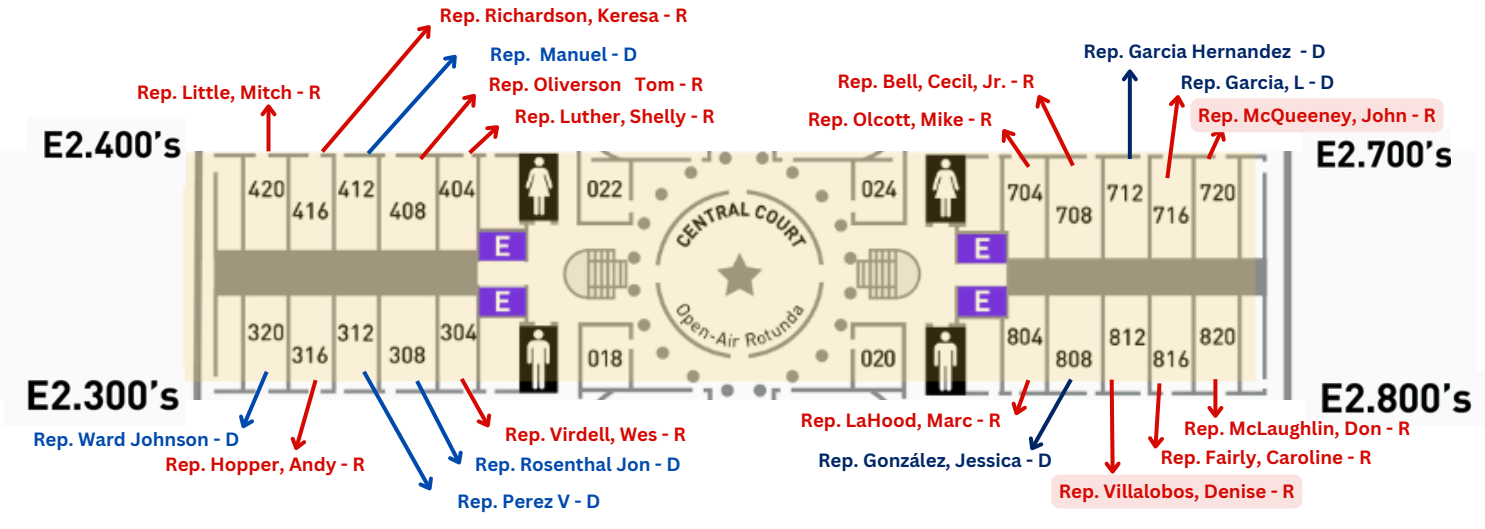 Rep. Richardson, Keresa - R
Rep. Manuel - D
Rep. Garcia Hernandez - D
Rep. Little, Mitch - R
Rep. Oliverson Tom - R
Rep. Bell, Cecil, Jr. - R
Rep. Garcia, L - D
Rep. Luther, Shelly - R
Rep. Olcott, Mike - R
Rep. McQueeney, John - R
E2.400's
E2.700's
420
416
412
408
404
022
CENTRAL COURT
024
704
708
712
716
720
E
E
E
E
Open-Air Rotunda
320
316
312
308
304
018
020
804
808
812
816
820
E2.300's
E2.800's
Rep. Ward Johnson - D
Rep. Hopper, Andy - R
Rep. Virdell, Wes - R
Rep. Rosenthal Jon - D
Rep. Perez V - D
Rep. LaHood, Marc - R
Rep. González, Jessica - D
Rep. McLaughlin, Don - R
Rep. Fairly, Caroline - R
Rep. Villalobos, Denise - R